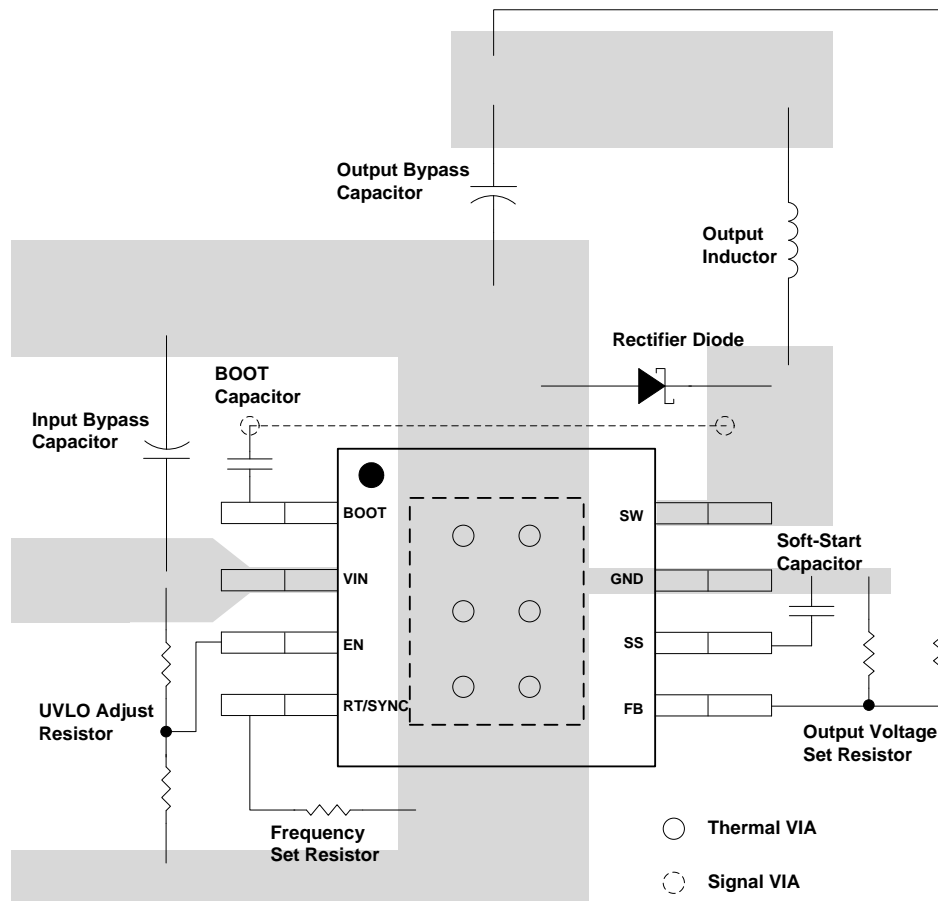 Output Bypass
Capacitor
Output
Inductor
Rectifier Diode
BOOT
Capacitor
Input Bypass
Capacitor
BOOT
SW
Soft-Start
Capacitor
VIN
GND
EN
SS
RT/SYNC
FB
UVLO Adjust
Resistor
Output Voltage
Set Resistor
Frequency
Set Resistor
Thermal VIA
Signal VIA